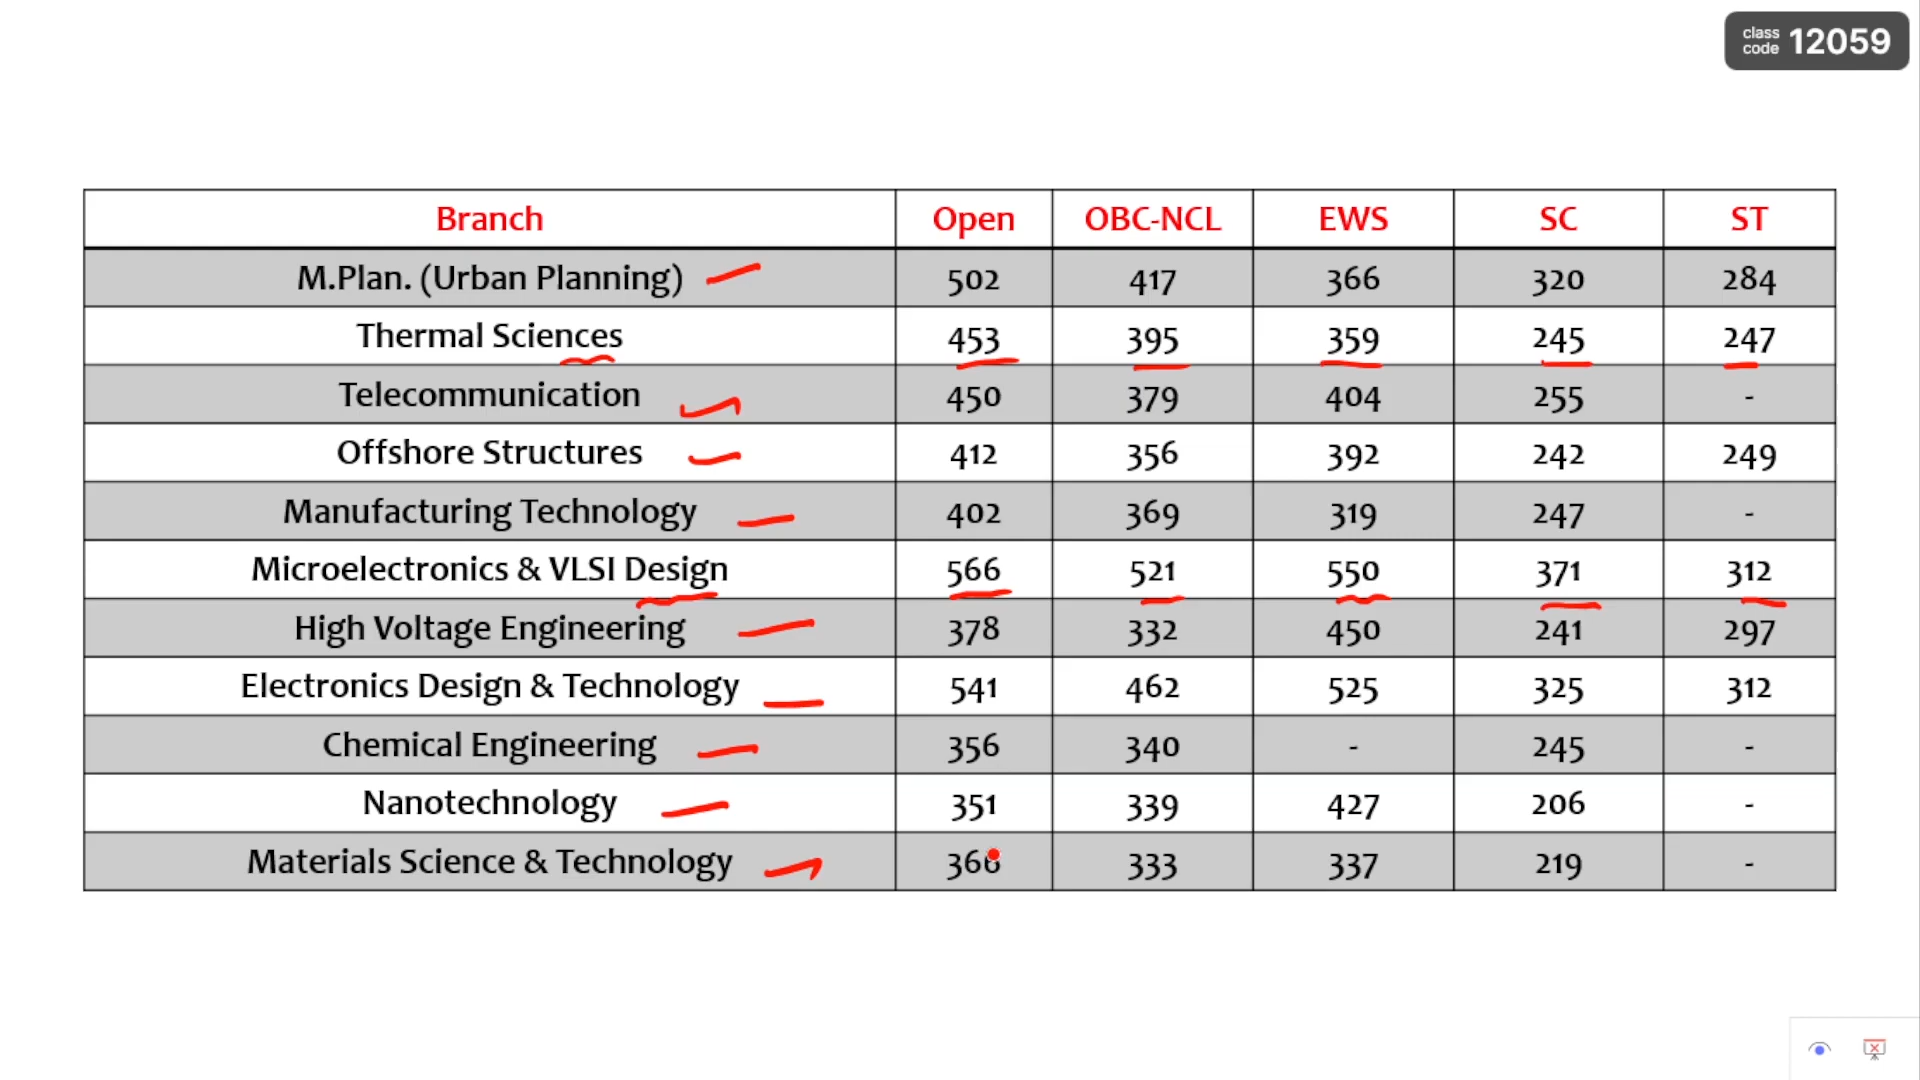 class code 12059
Branch Open OBC-NCL EWS SC ST
M.Plan. (Urban Planning) 502 417 366 320 284
Thermal Sciences 453 395 359 245 247
Telecommunication 450 379 404 255 -
Offshore Structures 412 356 392 242 249
Manufacturing Technology 402 369 319 247 -
Microelectronics & VLSI Design 566 521 550 371 312
High Voltage Engineering 378 332 450 241 297
Electronics Design & Technology 541 462 525 325 312
Chemical Engineering 356 340 - 245 -
Nanotechnology 351 339 427 206 -
Materials Science & Technology 333 337 219 -